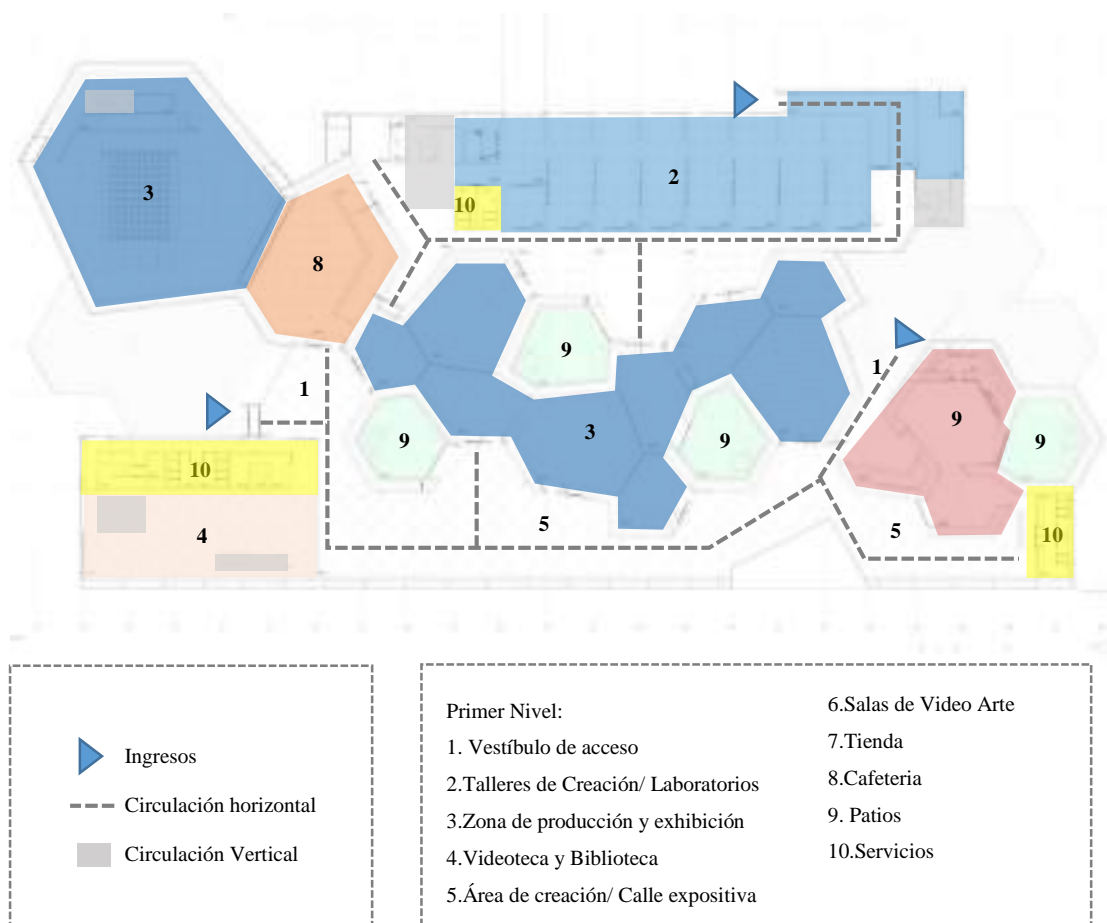 3
2
10
8
9
1
1
3
9
9
9
9
10
5
4
5
10
Ingresos
Circulación horizontal
Circulación Vertical
Primer Nivel:
1. Vestíbulo de acceso
2.Talleres de Creación/ Laboratorios
3.Zona de producción y exhibición
4.Videoteca y Biblioteca
5.Área de creación/ Calle expositiva
6.Salas de Video Arte
7.Tienda
8.Cafeteria
9. Patios
10.Servicios